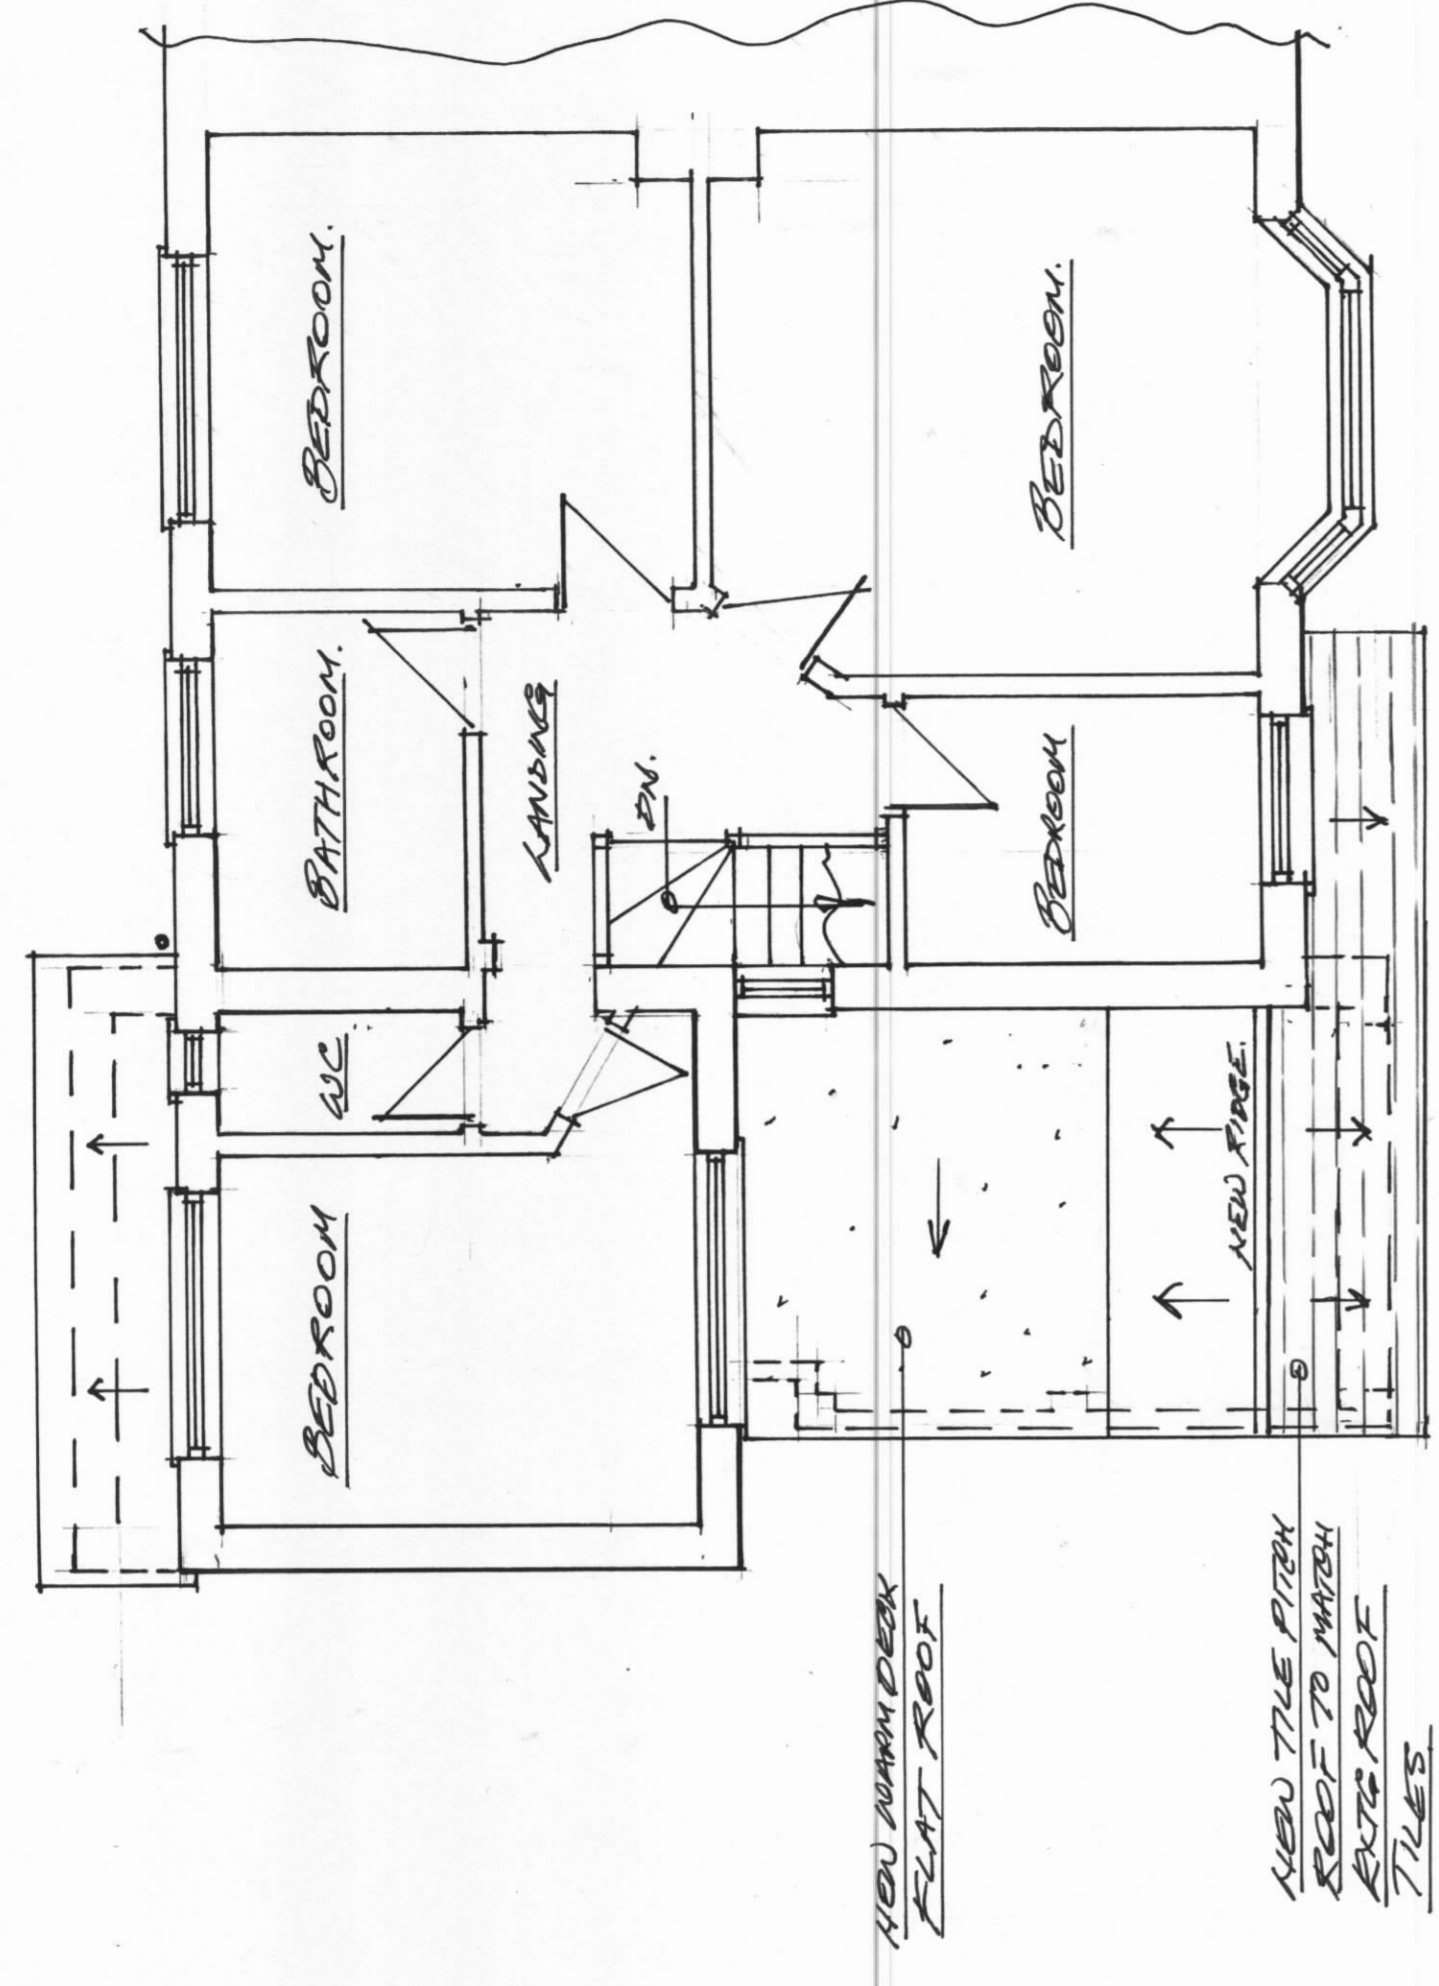 BEDROOM.
BATHROOM.
WC
BEDROOM
LANDING
DN.
BEDROOM.
BEDROOM
NEW RIDGE.
NEW WARM DECK
FLAT ROOF
NEW TILE PITCH
ROOF TO MATCH
EXTG ROOF
TILES.